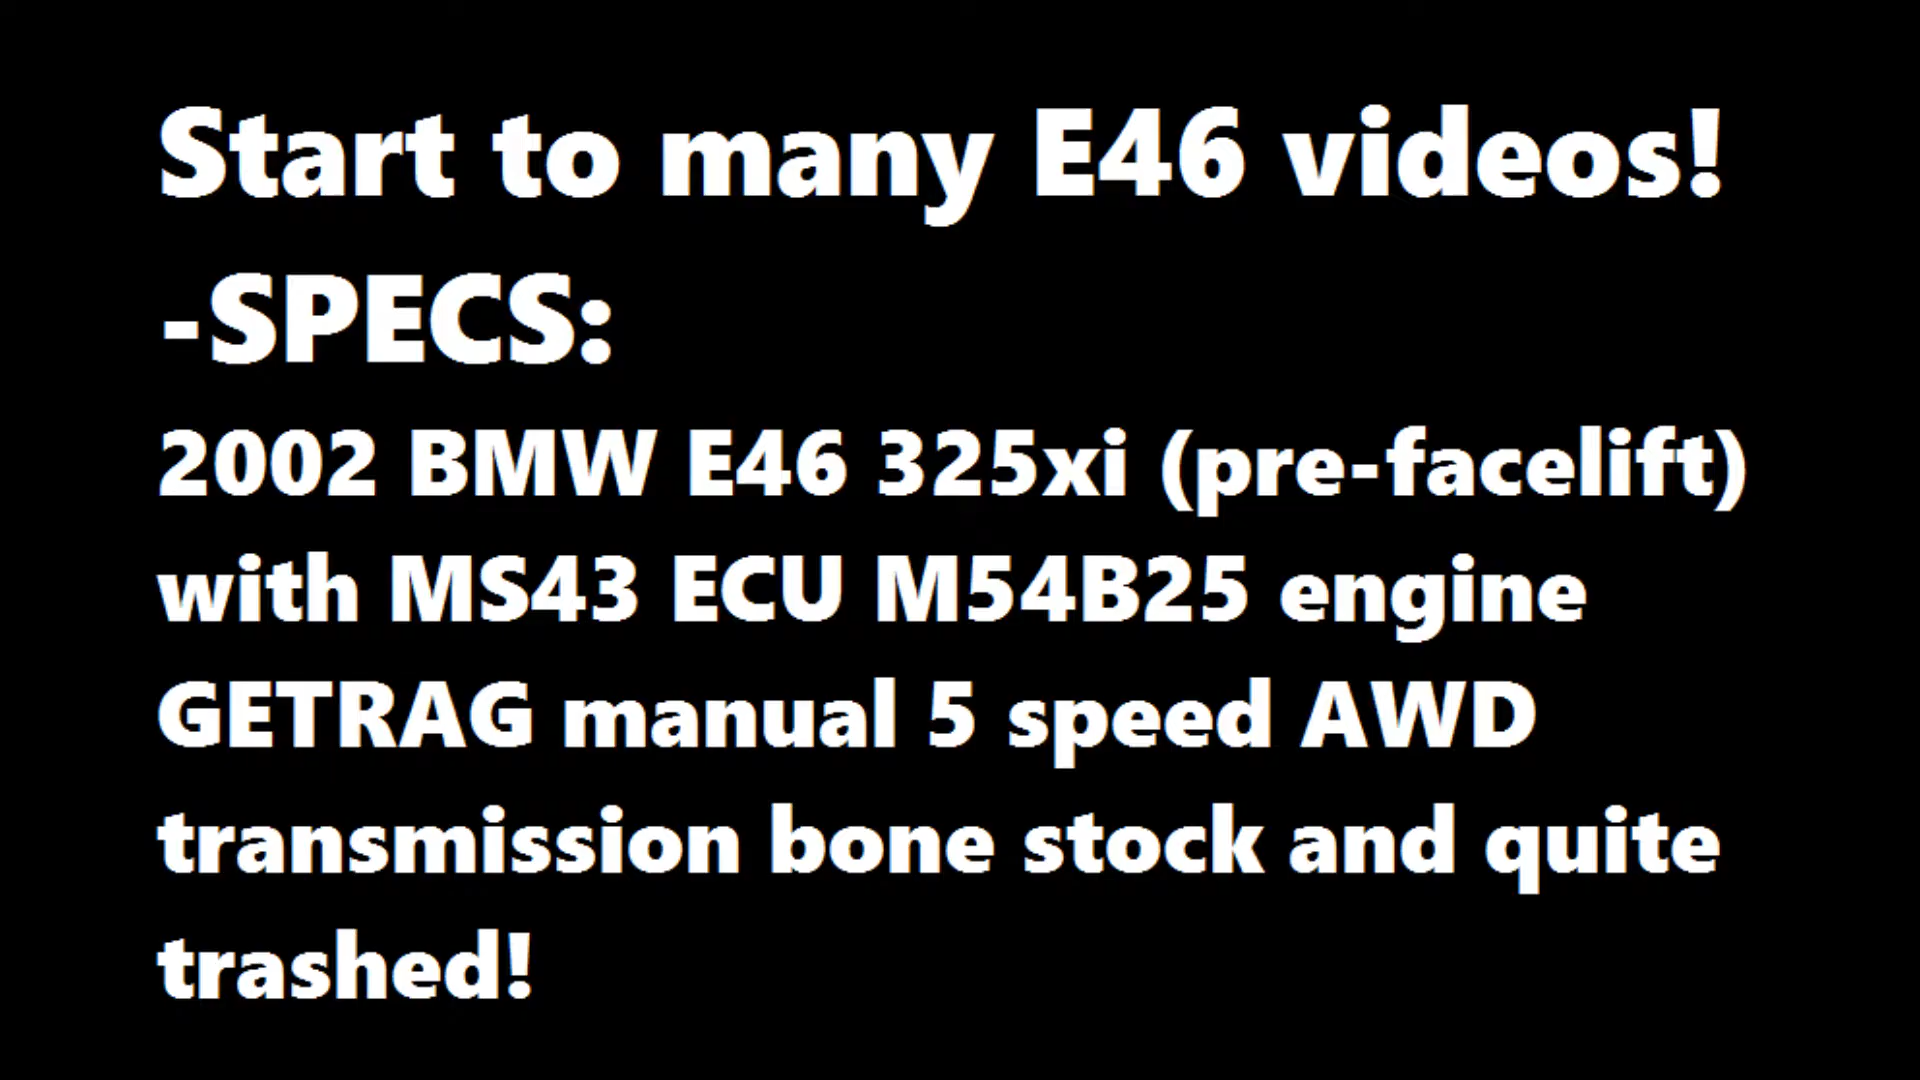 Start to many E46 videos!
-SPECS:
2002 BMW E46 325xi (pre-facelift)
with MS43 ECU M54B25 engine
GETRAG manual 5 speed AWD
transmission bone stock and quite
trashed!